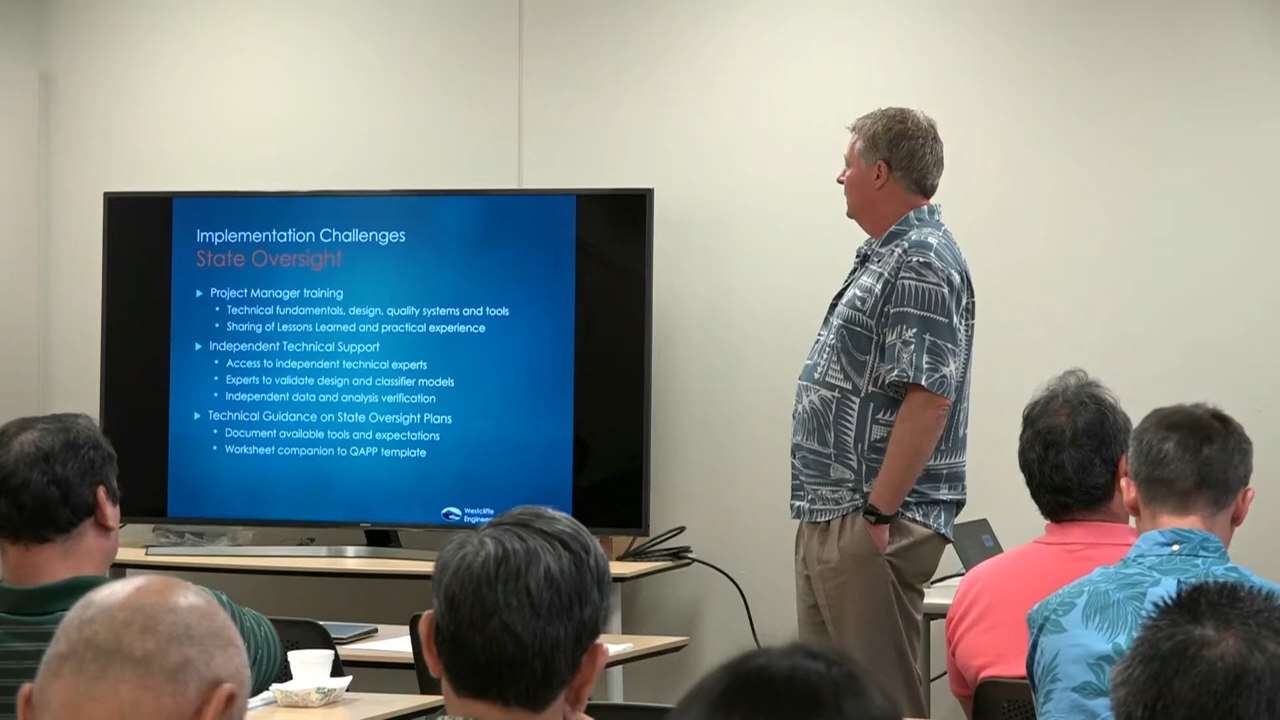 Implementation Challenges
State Oversight
Project Manager training
Technical fundamentals, design, quality systems and tools
Sharing of Lessons Learned and practical experience
Independent Technical Support
Access to independent technical experts
Experts to validate design and classifier models
Independent data and analysis verification
Technical Guidance on State Oversight Plans
Document available tools and expectations
Worksheet companion to QAPP template
Westcliffe